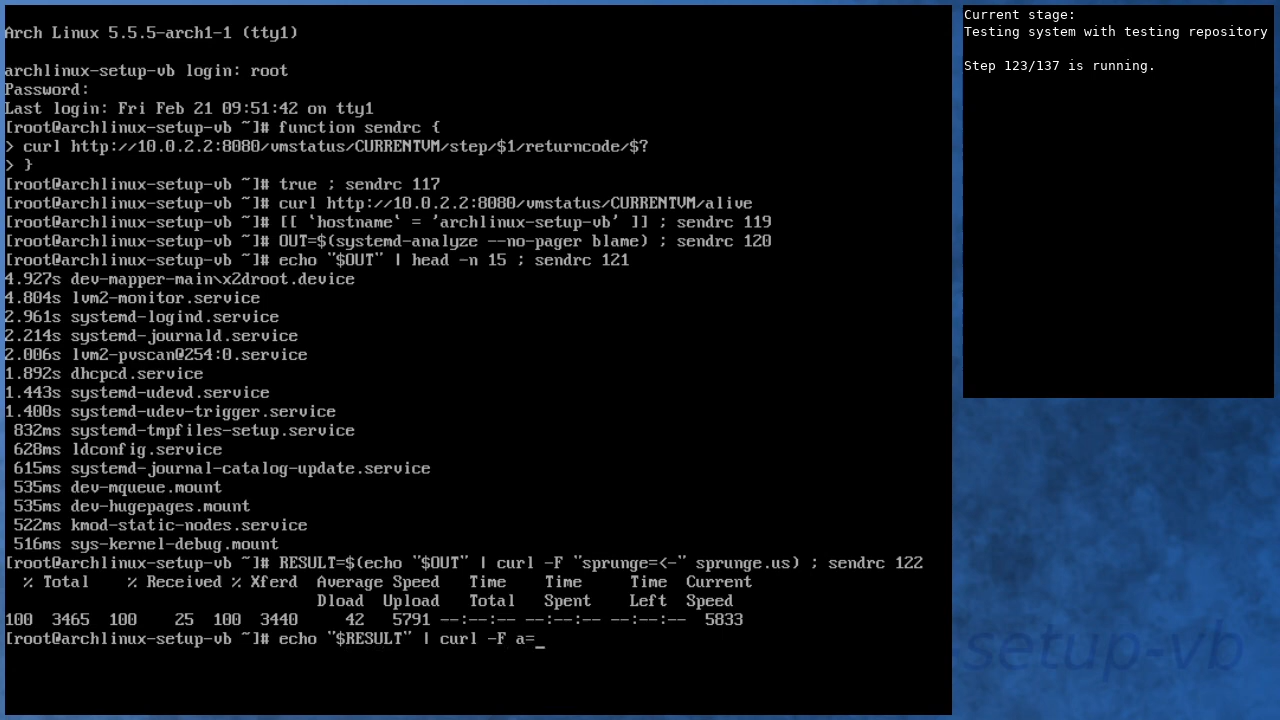 Arch Linux 5.5.5-arch1-1 (tty1)
archlinux-setup-vb login: root
Password:
Last login: Fri Feb 21 09:51:42 on tty1
[root@archlinux-setup-vb ~]# function sendrc {
> curl http://10.0.2.2:8080/vmstatus/CURRENTVM/step/$1/returncode/$?
> }
[root@archlinux-setup-vb ~]# true ; sendrc 117
[root@archlinux-setup-vb ~]# curl http://10.0.2.2:8080/vmstatus/CURRENTVM/alive
[root@archlinux-setup-vb ~]# [[ `hostname` = 'archlinux-setup-vb' ]] ; sendrc 119
[root@archlinux-setup-vb ~]# OUT=$(systemd-analyze --no-pager blame) ; sendrc 120
[root@archlinux-setup-vb ~]# echo "$OUT" | head -n 15 ; sendrc 121
4.927s dev-mapper-main\x2droot.device
4.804s lvm2-monitor.service
2.961s systemd-logind.service
2.214s systemd-journald.service
2.006s lvm2-pvscan@254:0.service
1.892s dhcpcd.service
1.443s systemd-udevd.service
1.400s systemd-udev-trigger.service
832ms systemd-tmpfiles-setup.service
628ms ldconfig.service
615ms systemd-journal-catalog-update.service
535ms dev-mqueue.mount
535ms dev-hugepages.mount
522ms kmod-static-nodes.service
516ms sys-kernel-debug.mount
[root@archlinux-setup-vb ~]# RESULT=$(echo "$OUT" | curl -F "sprunge=<-" sprunge.us) ; sendrc 122
% Total    % Received % Xferd  Average Speed   Time    Time     Time  Current
Dload  Upload   Total   Spent    Left  Speed
100  3465  100    25  100  3440     42   5791 --:--:-- --:--:-- --:--:--  5833
[root@archlinux-setup-vb ~]# echo "$RESULT" | curl -F a=_
Current stage:
Testing system with testing repository
Step 123/137 is running.
setup-vb